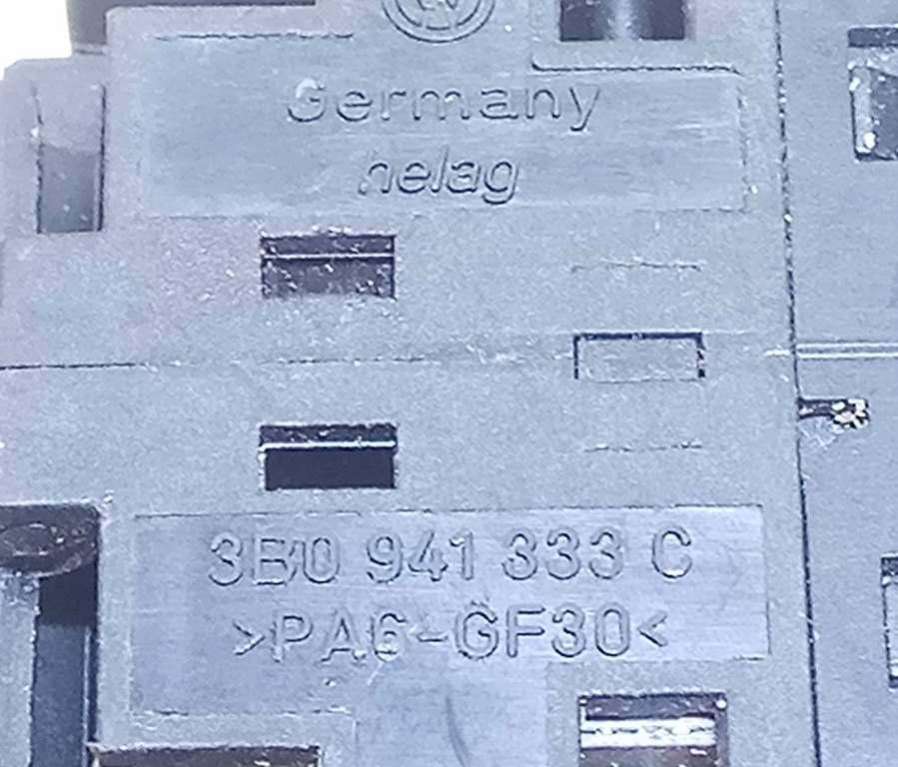 Germany
helag
3B0 941 333 C
>PA6-GF30<